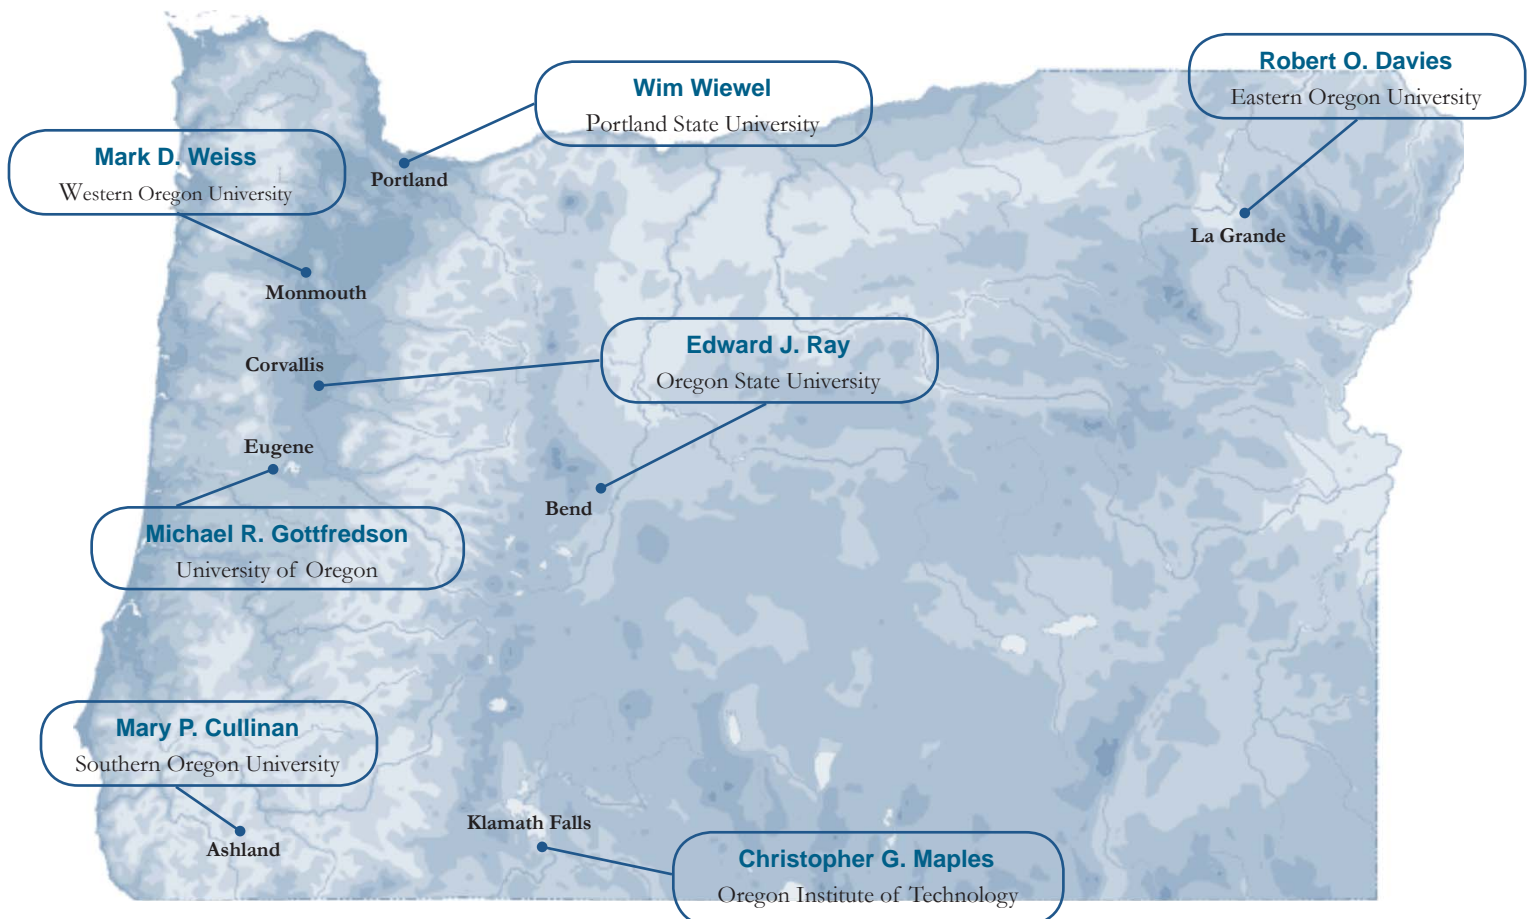 Robert O. Davies
Eastern Oregon University
Wim Wiewel
Portland State University
Mark D. Weiss
Western Oregon University
Portland
La Grande
Monmouth
Edward J. Ray
Oregon State University
Corvallis
Eugene
Bend
Michael R. Gottfredson
University of Oregon
Mary P. Cullinan
Southern Oregon University
Klamath Falls
Ashland
Christopher G. Maples
Oregon Institute of Technology